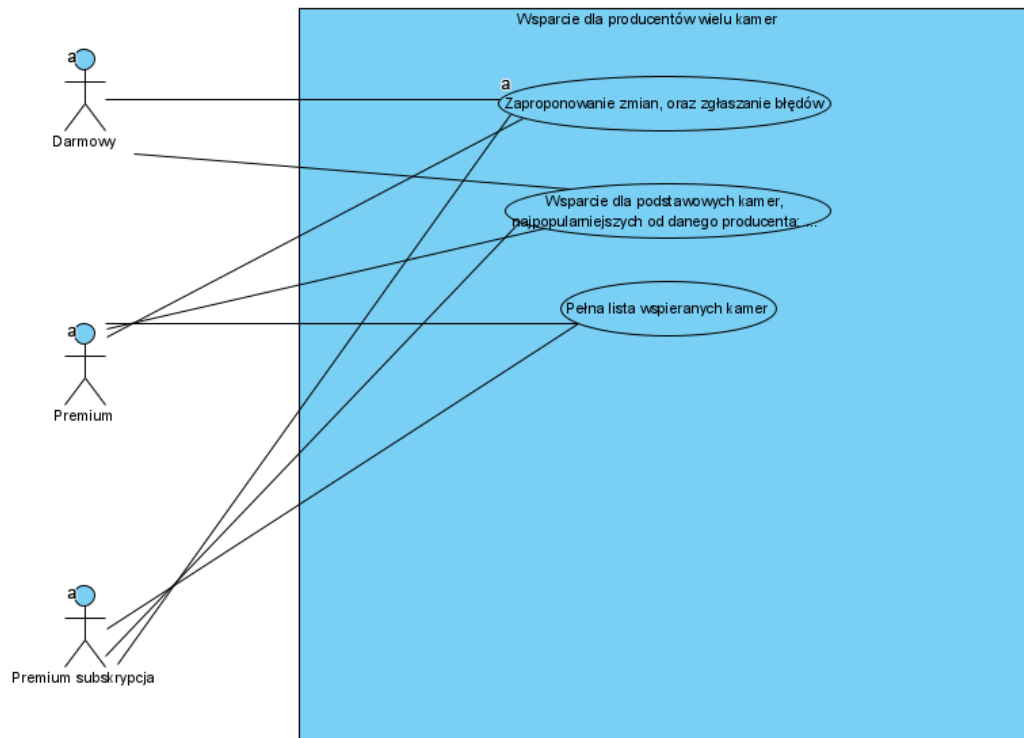 Wsparcie dla producentów wielu kamer
a
Darmowy
a
Zaproponowanie zmian, oraz zgłaszanie błędów
Wsparcie dla podstawowych kamer,
najpopularniejszych od danego producenta: ...
Pełna lista wspieranych kamer
a
Premium
a
Premium subskrypcja